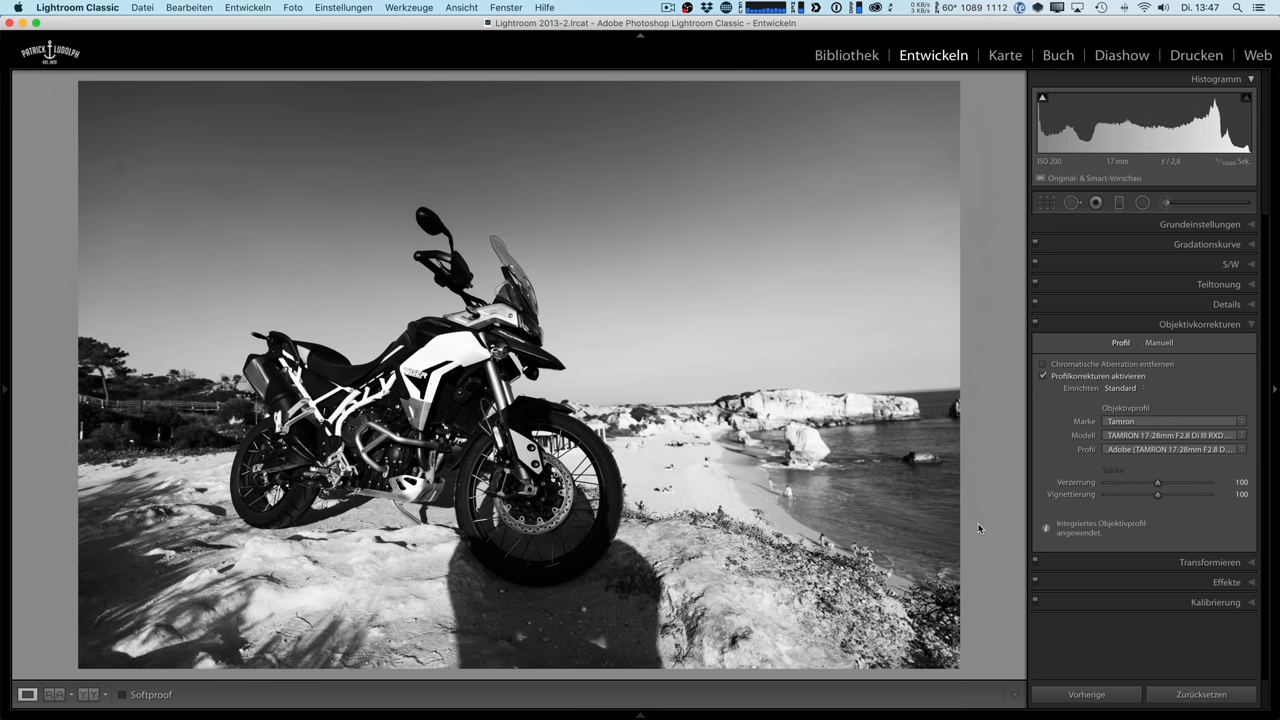 Lightroom Classic Datei Bearbeiten Entwickeln Foto Einstellungen Werkzeuge Ansicht Fenster Hilfe 60° 1089 1112 Di. 13:47
Lightroom 2013-2.lrcat - Adobe Photoshop Lightroom Classic - Entwickeln
PATRICK LUDOLPH
Bibliothek | Entwickeln | Karte | Buch | Diashow | Drucken | Web
Histogramm
ISO 200 17 mm ƒ / 2,8 Sek.
Original- & Smart-Vorschau
Grundeinstellungen
Gradationskurve
S/W
Teiltonung
Details
Objektivkorrekturen
Profil | Manuell
Chromatische Aberration entfernen
Profilkorrekturen aktivieren
Einrichten Standard
Objektivprofil
Marke Tamron
Modell TAMRON 17-28mm F2.8 Di III RXD...
Profil Adobe (TAMRON 17-28mm F2.8 D...
Stärke
Verzerrung 100
Vignettierung 100
Integriertes Objektivprofil
angewendet.
Transformieren
Effekte
Kalibrierung
Softproof
Vorherige Zurücksetzen